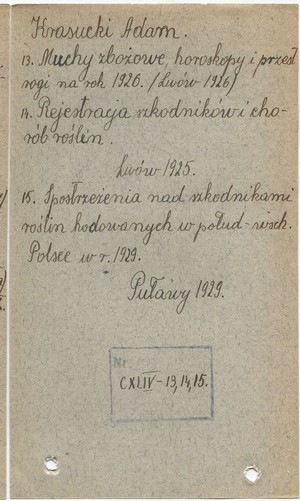 Krasucki Adam.
13. Muchy zbożowe, horoskopy i przest
rogi na rok 1926. (Lwów 1926)
14. Rejestracja szkodników i cho-
rób roślin.
Lwów 1925.
15. Spostrzeżenia nad szkodnikami
roślin hodowanych w połud-wsch.
Polsce w r. 1929.
Puławy 1929.
Nr
CXLIV-13,14,15.